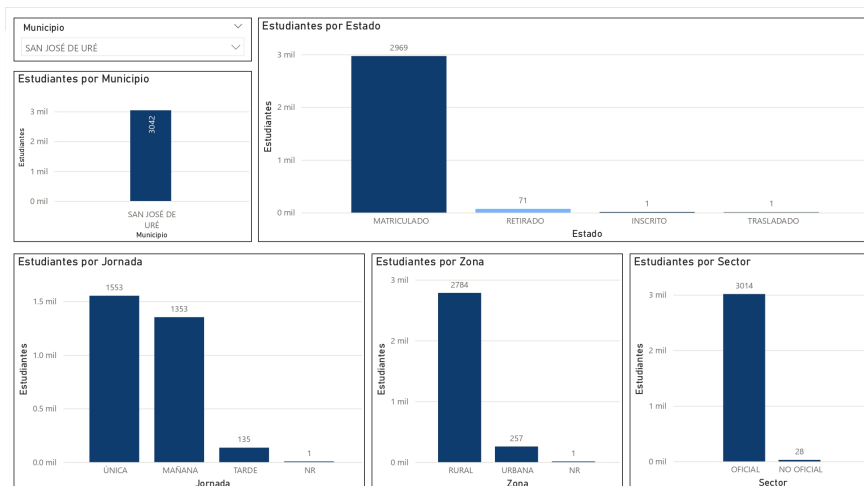 Municipio
SAN JOSÉ DE URÉ
Estudiantes por Municipio
Estudiantes
3 mil
2 mil
1 mil
0 mil
3042
SAN JOSÉ DE
URÉ
Municipio
Estudiantes por Estado
Estudiantes
3 mil
2 mil
1 mil
0 mil
2969
71
1
1
MATRICULADO
RETIRADO
INSCRITO
TRASLADADO
Estado
Estudiantes por Jornada
Estudiantes
1.5 mil
1.0 mil
0.5 mil
0.0 mil
1553
1353
135
1
ÚNICA
MAÑANA
TARDE
NR
Jornada
Estudiantes por Zona
Estudiantes
3 mil
2 mil
1 mil
0 mil
2784
257
1
RURAL
URBANA
NR
Zona
Estudiantes por Sector
Estudiantes
3 mil
2 mil
1 mil
0 mil
3014
28
OFICIAL
NO OFICIAL
Sector